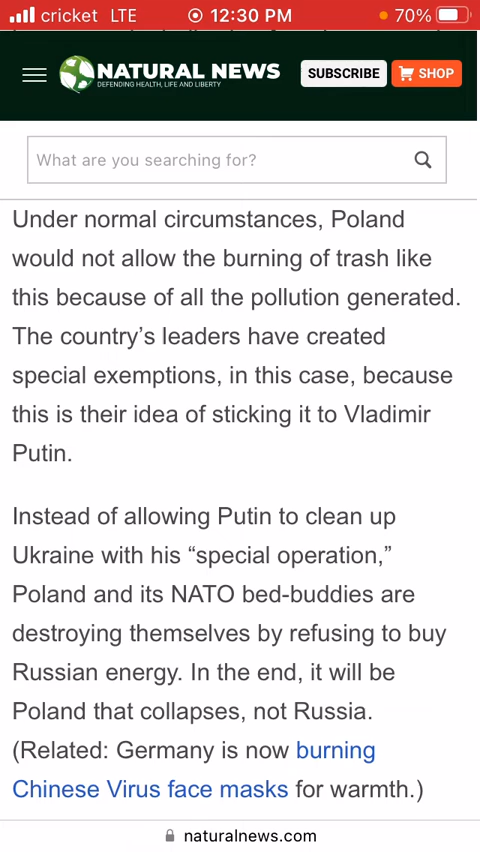 cricket LTE 12:30 PM 70%
NATURAL NEWS SUBSCRIBE SHOP
DEFENDING HEALTH, LIFE AND LIBERTY
What are you searching for?
Under normal circumstances, Poland
would not allow the burning of trash like
this because of all the pollution generated.
The country’s leaders have created
special exemptions, in this case, because
this is their idea of sticking it to Vladimir
Putin.
Instead of allowing Putin to clean up
Ukraine with his “special operation,”
Poland and its NATO bed-buddies are
destroying themselves by refusing to buy
Russian energy. In the end, it will be
Poland that collapses, not Russia.
(Related: Germany is now burning
Chinese Virus face masks for warmth.)
naturalnews.com